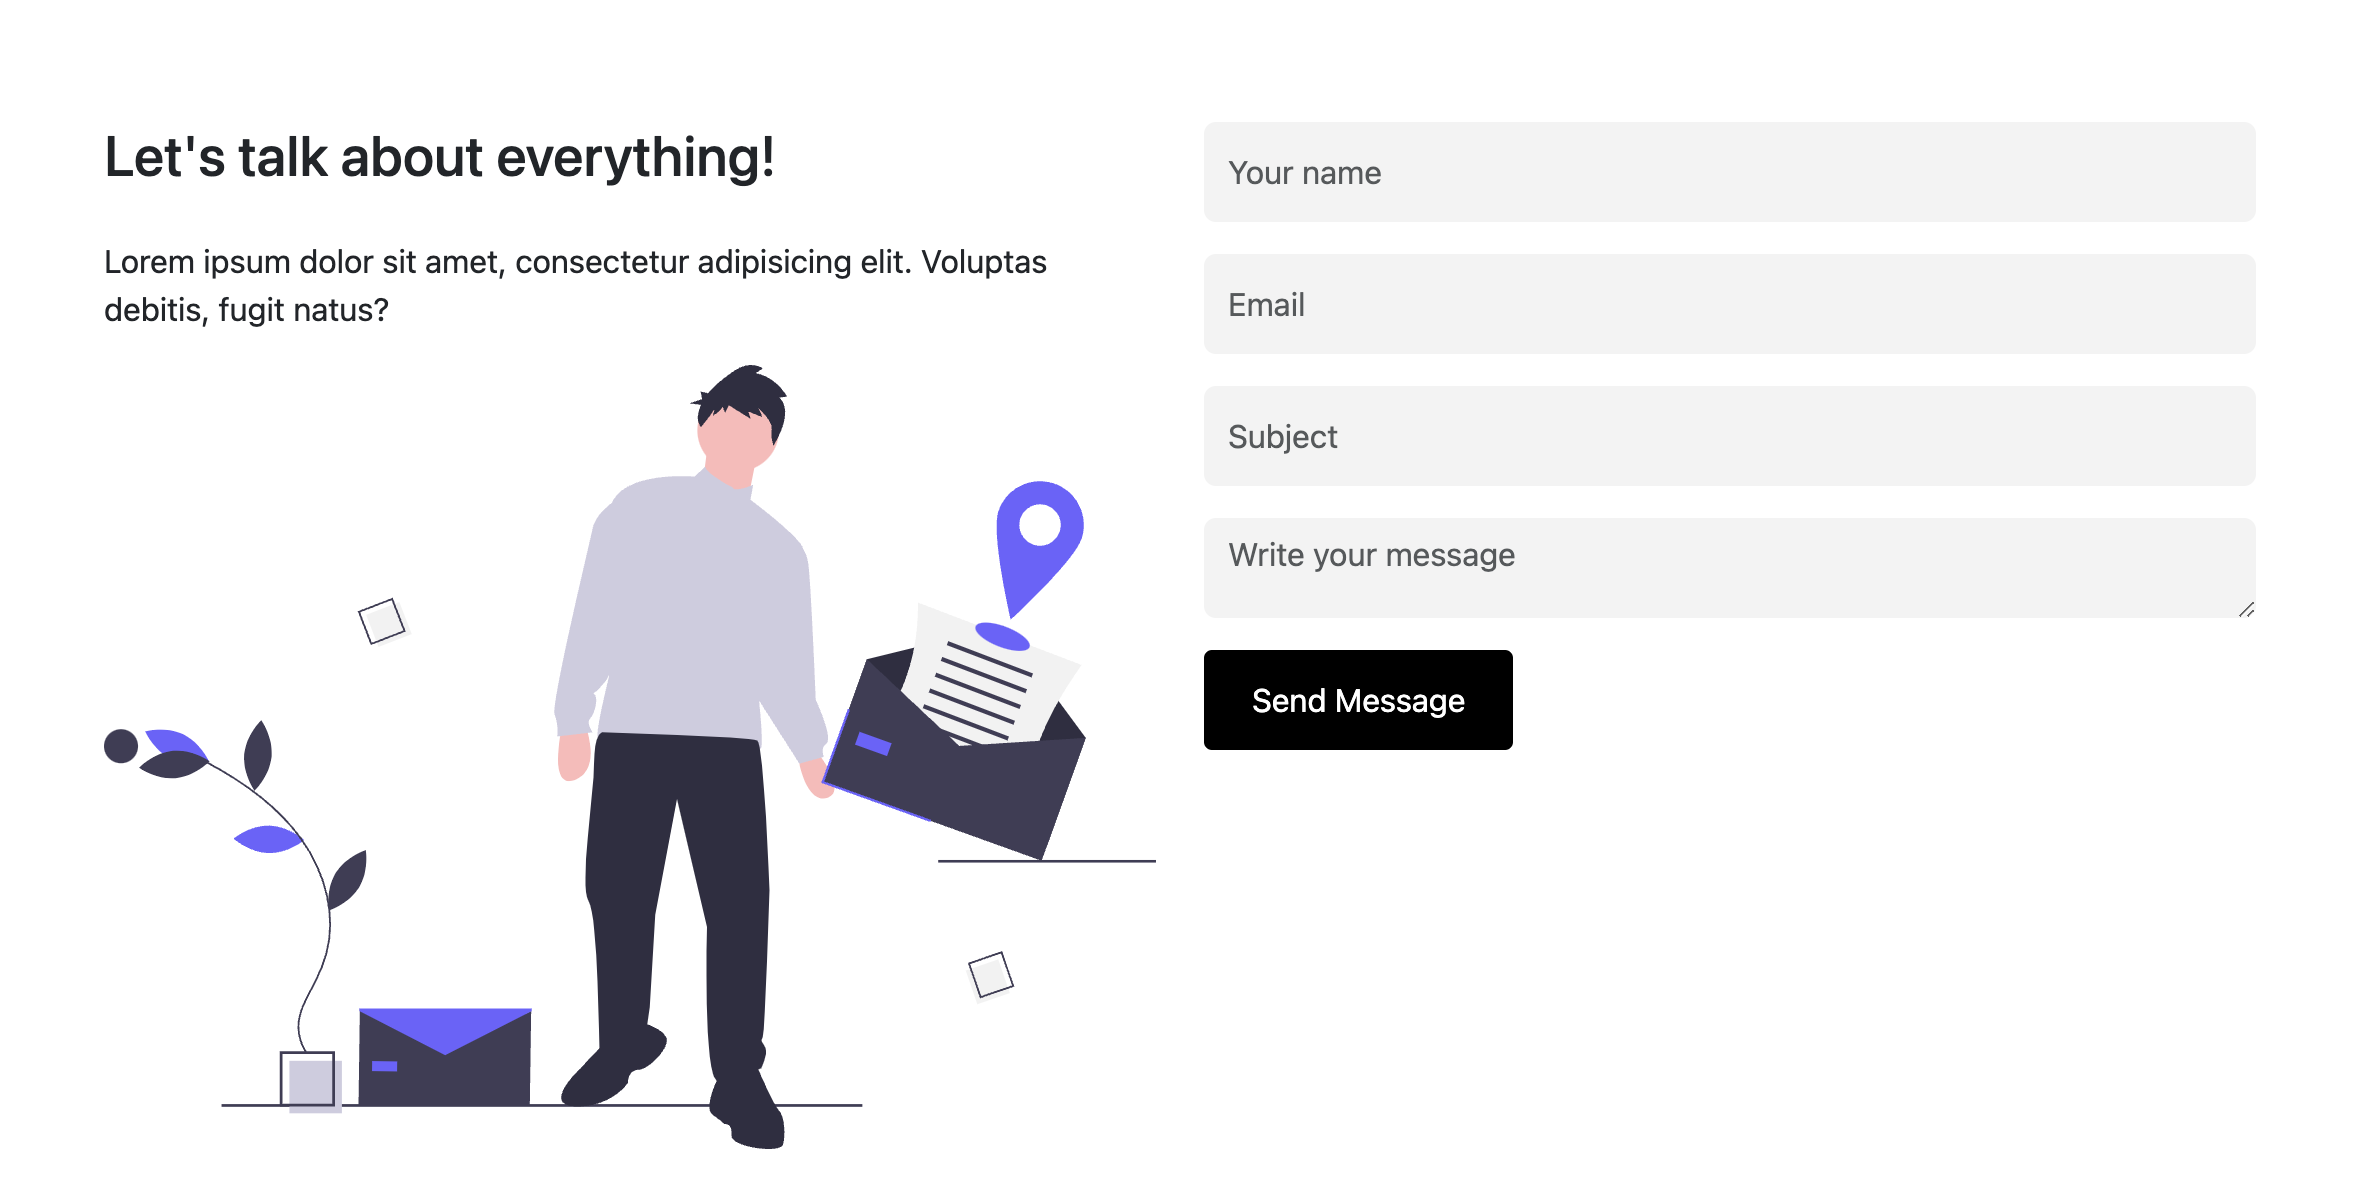 Let's talk about everything!
Lorem ipsum dolor sit amet, consectetur adipisicing elit. Voluptas
debitis, fugit natus?
Your name
Email
Subject
Write your message
Send Message